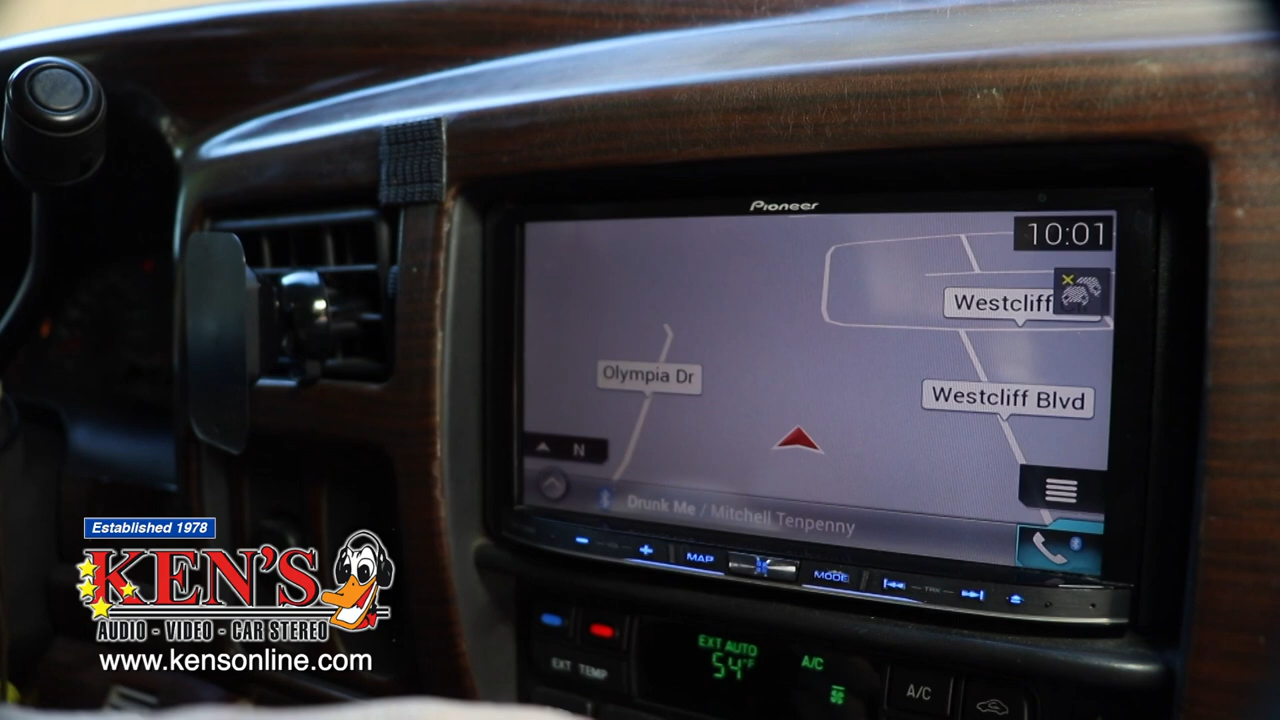 Pioneer
10:01
Westcliff
Olympia Dr
Westcliff Blvd
N
Drunk Me / Mitchell Tenpenny
- + MAP MODE TRK
EXT AUTO
54°F
A/C
EXT TEMP
A/C
Established 1978
KEN'S
AUDIO - VIDEO - CAR STEREO
www.kensonline.com